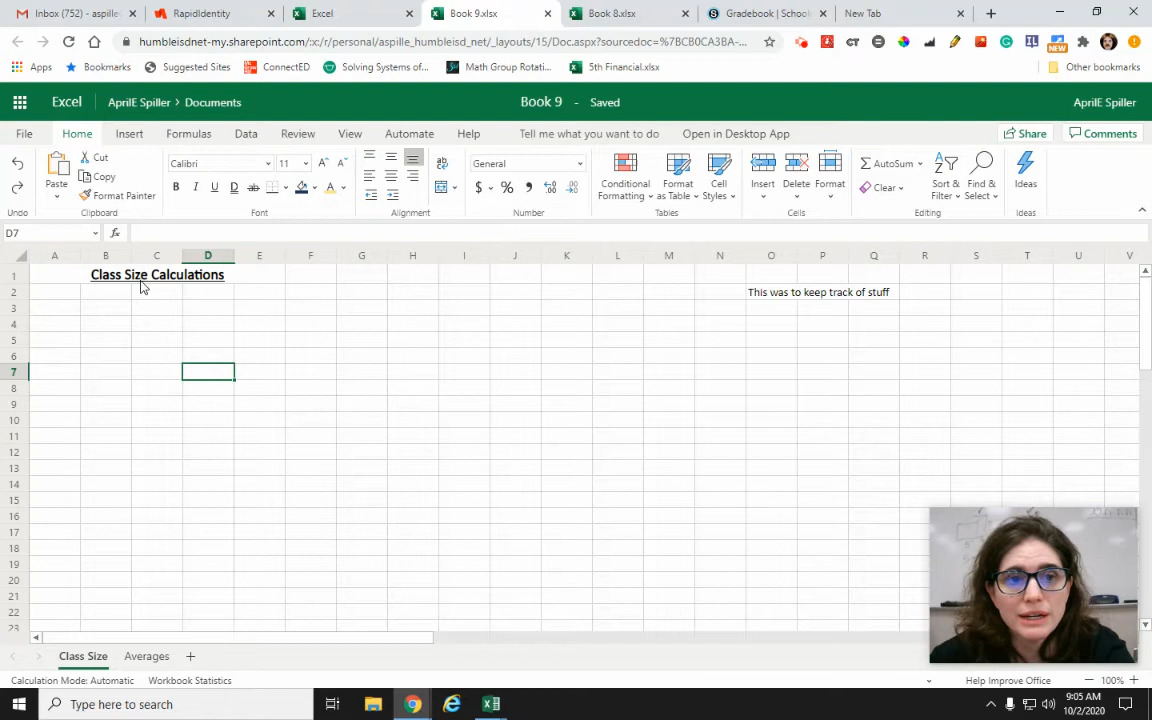 Inbox (752) - aspille
RapidIdentity
Excel
Book 9.xlsx
Book 8.xlsx
Gradebook | School
New Tab
humbleisdnet-my.sharepoint.com/:x:/r/personal/aspille_humbleisd_net/_layouts/15/Doc.aspx?sourcedoc=%7BCB0CA3BA-...
Apps
Bookmarks
Suggested Sites
ConnectED
Solving Systems of...
Math Group Rotati...
5th Financial.xlsx
Other bookmarks
Excel
AprilE Spiller > Documents
Book 9 - Saved
AprilE Spiller
File
Home
Insert
Formulas
Data
Review
View
Automate
Help
Tell me what you want to do
Open in Desktop App
Share
Comments
Paste
Cut
Copy
Format Painter
Calibri
11
General
Conditional
Formatting
Format
as Table
Cell
Styles
Insert
Delete
Format
AutoSum
Clear
Sort &
Filter
Find &
Select
Ideas
Undo
Clipboard
Font
Alignment
Number
Tables
Cells
Editing
Ideas
D7
fx
A B C D E F G H I J K L M N O P Q R S T U V
1
Class Size Calculations
2
This was to keep track of stuff
3
4
5
6
7
8
9
10
11
12
13
14
15
16
17
18
19
20
21
22
23
Class Size
Averages
Calculation Mode: Automatic
Workbook Statistics
Help Improve Office
100%
Type here to search
9:05 AM
10/2/2020